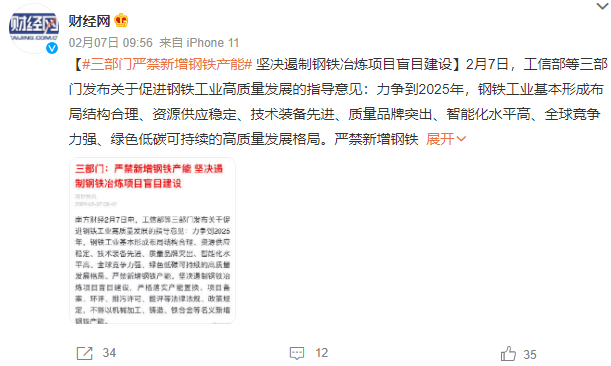 财经网
TAIJING.COM.CN
财经网
02月07日 09:56 来自 iPhone 11
【#三部门严禁新增钢铁产能# 坚决遏制钢铁冶炼项目盲目建设】2月7日，工信部等三部
门发布关于促进钢铁工业高质量发展的指导意见：力争到2025年，钢铁工业基本形成布
局结构合理、资源供应稳定、技术装备先进、质量品牌突出、智能化水平高、全球竞争
力强、绿色低碳可持续的高质量发展格局。严禁新增钢铁 展开
三部门：严禁新增钢铁产能 坚决遏
制钢铁冶炼项目盲目建设
南方财经2月7日电，工信部等三部门发布关于促
进钢铁工业高质量发展的指导意见：力争到2025
年，钢铁工业基本形成布局结构合理、资源供应
稳定、技术装备先进、质量品牌突出、智能化水
平高、全球竞争力强、绿色低碳可持续的高质量
发展格局。严禁新增钢铁产能。坚决遏制钢铁冶
炼项目盲目建设，严格落实产能置换、项目备
案、环评、排污许可、能评等法律法规、政策规
定，不得以机械加工、铸造、铁合金等名义新增
钢铁产能。
34
12
35